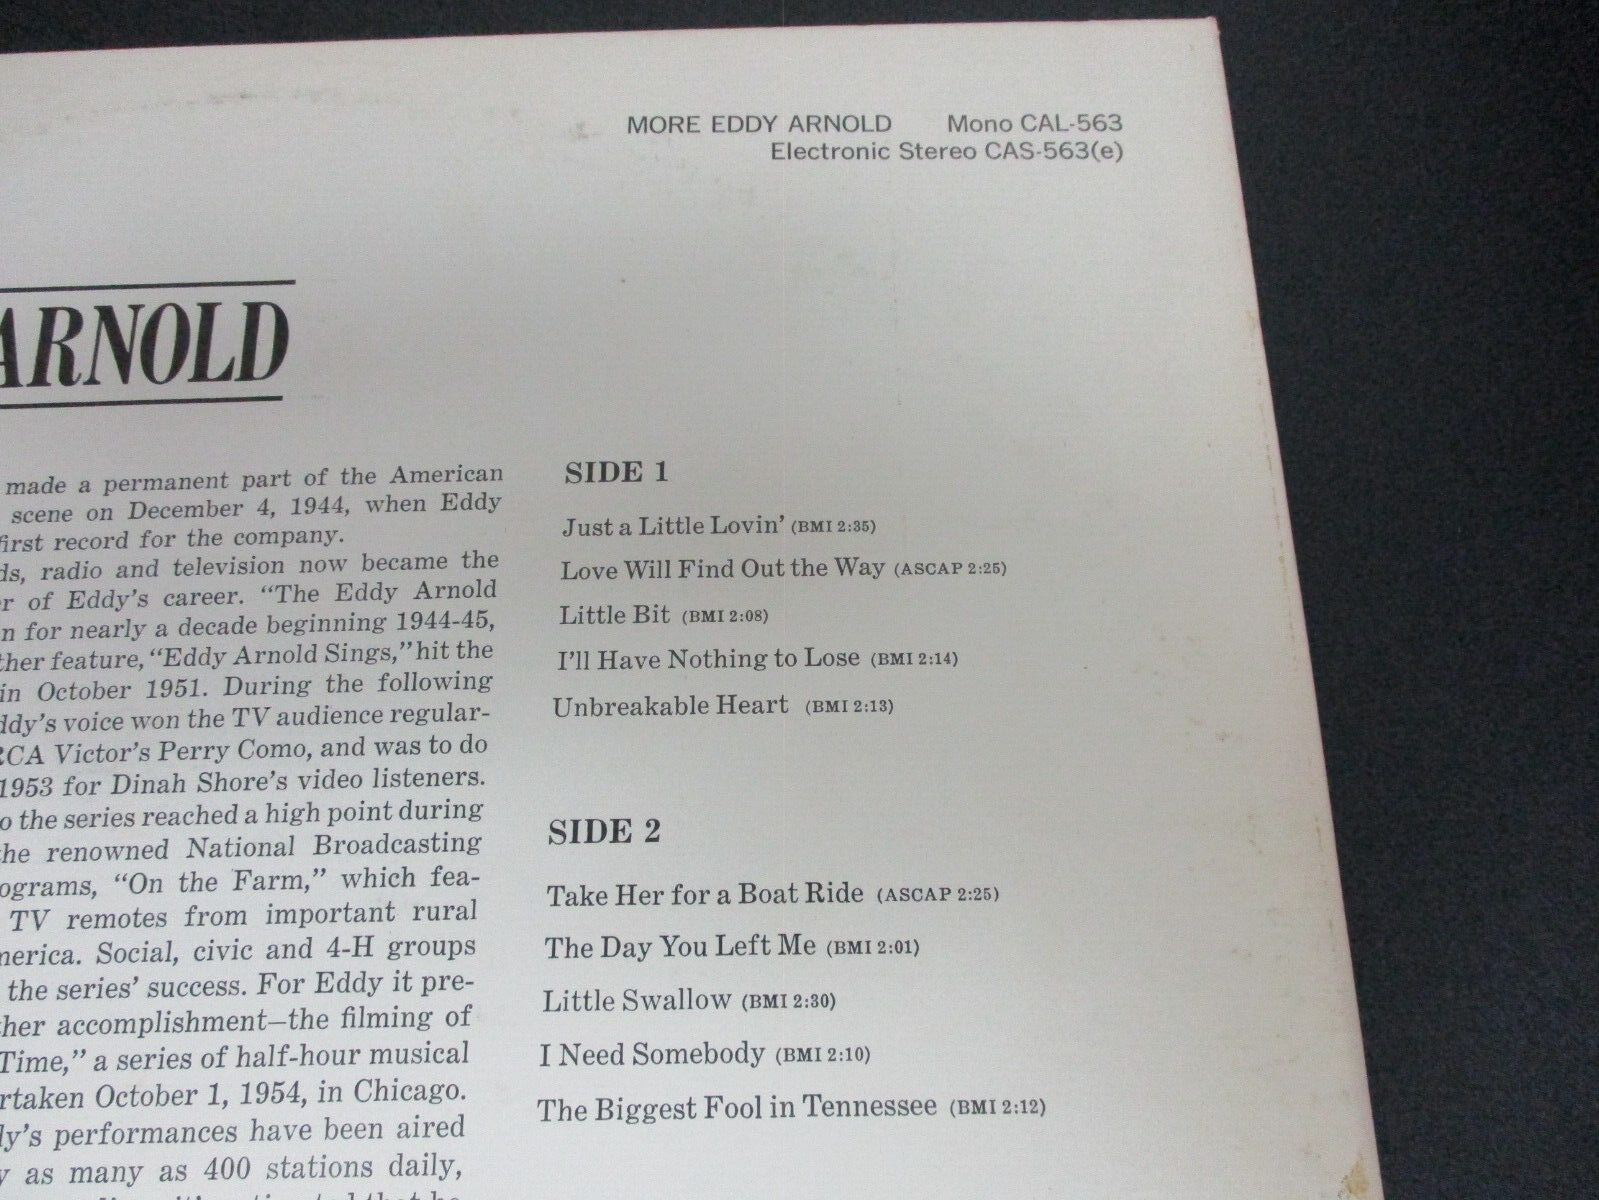 MORE EDDY ARNOLD Mono CAL-563
Electronic Stereo CAS-563(e)
ARNOLD
made a permanent part of the American
scene on December 4, 1944, when Eddy
first record for the company.
radio and television now became the
of Eddy's career. "The Eddy Arnold
for nearly a decade beginning 1944-45,
feature, "Eddy Arnold Sings," hit the
in October 1951. During the following
voice won the TV audience regular-
RCA Victor's Perry Como, and was to do
1953 for Dinah Shore's video listeners.
the series reached a high point during
the renowned National Broadcasting
"On the Farm," which fea-
TV remotes from important rural
Social, civic and 4-H groups
the series' success. For Eddy it pre-
accomplishment—the filming of
Time," a series of half-hour musical
October 1, 1954, in Chicago.
performances have been aired
as many as 400 stations daily,
SIDE 1
Just a Little Lovin' (BMI 2:35)
Love Will Find Out the Way (ASCAP 2:25)
Little Bit (BMI 2:08)
I'll Have Nothing to Lose (BMI 2:14)
Unbreakable Heart (BMI 2:13)
SIDE 2
Take Her for a Boat Ride (ASCAP 2:25)
The Day You Left Me (BMI 2:01)
Little Swallow (BMI 2:30)
I Need Somebody (BMI 2:10)
The Biggest Fool in Tennessee (BMI 2:12)